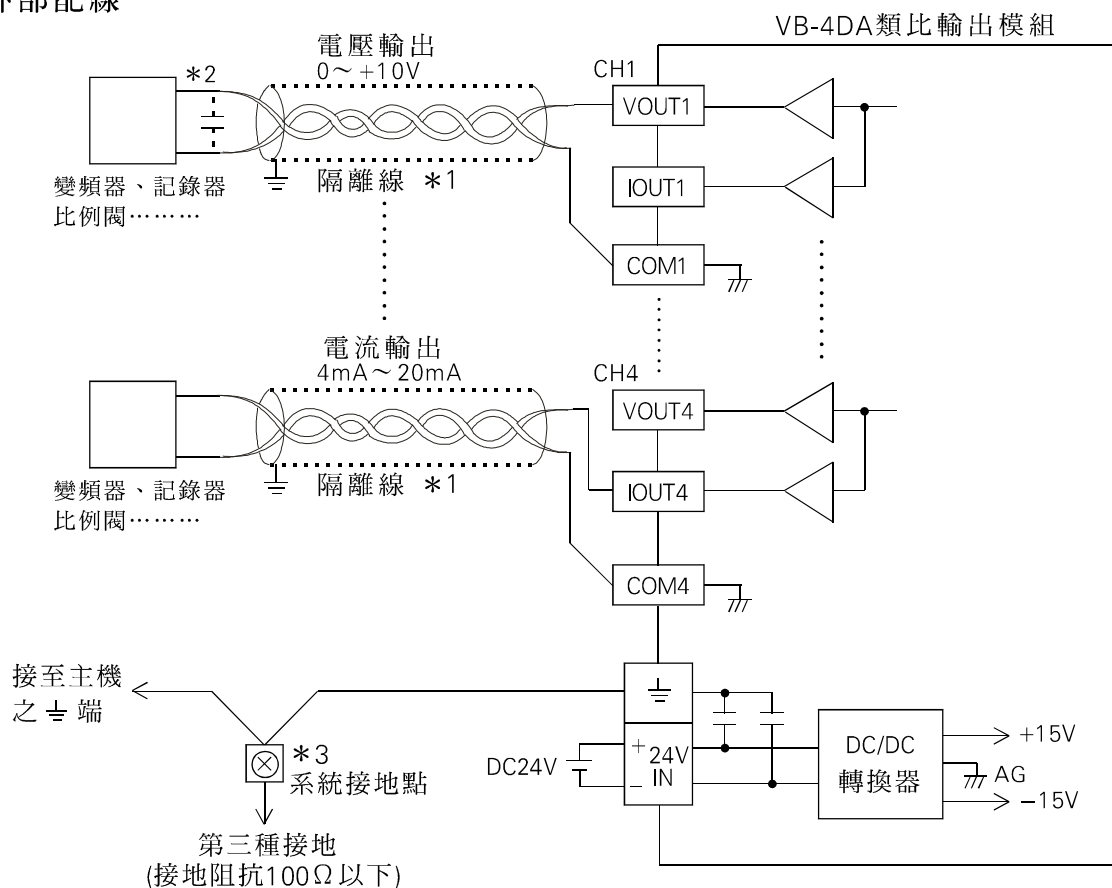 外部配線
VB-4DA類比輸出模組
電壓輸出
0～+10V
CH1
*2
VOUT1
變頻器、記錄器
比例閥………
隔離線 *1
IOUT1
COM1
電流輸出
4mA～20mA
CH4
VOUT4
變頻器、記錄器
比例閥………
隔離線 *1
IOUT4
COM4
接至主機
之⏚端
*3
系統接地點
第三種接地
(接地阻抗100Ω以下)
DC24V
+ 24V
- IN
DC/DC
轉換器
+15V
AG
-15V